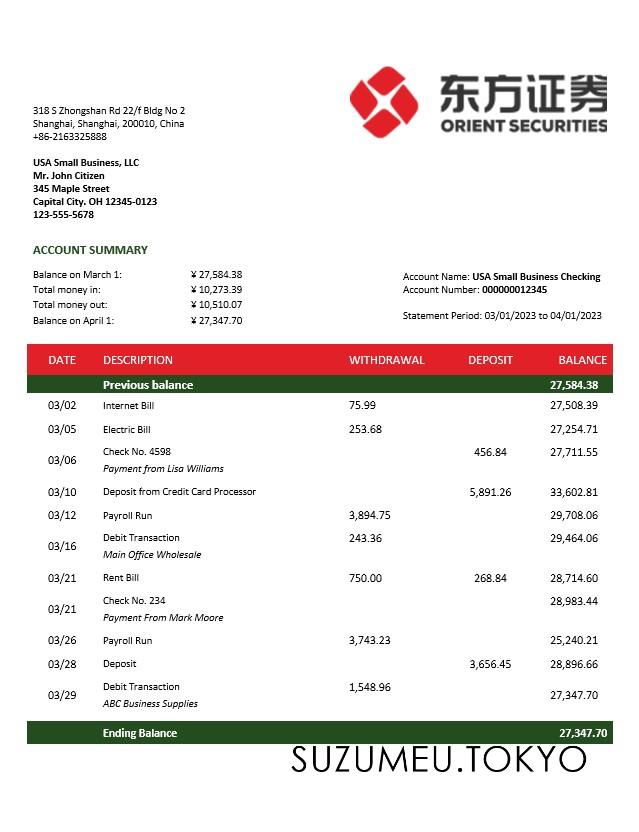 东方证券
ORIENT SECURITIES
318 S Zhongshan Rd 22/f Bldg No 2
Shanghai, Shanghai, 200010, China
+86-2163325888
USA Small Business, LLC
Mr. John Citizen
345 Maple Street
Capital City. OH 12345-0123
123-555-5678
ACCOUNT SUMMARY
Balance on March 1: ¥ 27,584.38
Total money in: ¥ 10,273.39
Total money out: ¥ 10,510.07
Balance on April 1: ¥ 27,347.70
Account Name: USA Small Business Checking
Account Number: 000000012345
Statement Period: 03/01/2023 to 04/01/2023
DATE DESCRIPTION WITHDRAWAL DEPOSIT BALANCE
Previous balance 27,584.38
03/02 Internet Bill 75.99 27,508.39
03/05 Electric Bill 253.68 27,254.71
03/06 Check No. 4598 456.84 27,711.55
Payment from Lisa Williams
03/10 Deposit from Credit Card Processor 5,891.26 33,602.81
03/12 Payroll Run 3,894.75 29,708.06
03/16 Debit Transaction 243.36 29,464.06
Main Office Wholesale
03/21 Rent Bill 750.00 268.84 28,714.60
03/21 Check No. 234 28,983.44
Payment From Mark Moore
03/26 Payroll Run 3,743.23 25,240.21
03/28 Deposit 3,656.45 28,896.66
03/29 Debit Transaction 1,548.96 27,347.70
ABC Business Supplies
Ending Balance 27,347.70
SUZUMEU.TOKYO